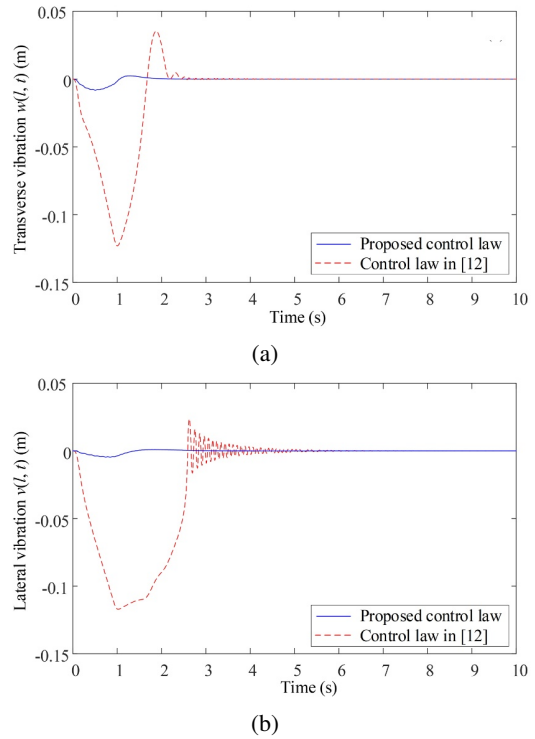 0.05
0
-0.05
-0.1
-0.15
Transverse vibration w(l, t) (m)
Proposed control law
Control law in [12]
0 1 2 3 4 5 6 7 8 9 10
Time (s)
(a)
0.05
0
-0.05
-0.1
-0.15
Lateral vibration v(l, t) (m)
Proposed control law
Control law in [12]
0 1 2 3 4 5 6 7 8 9 10
Time (s)
(b)